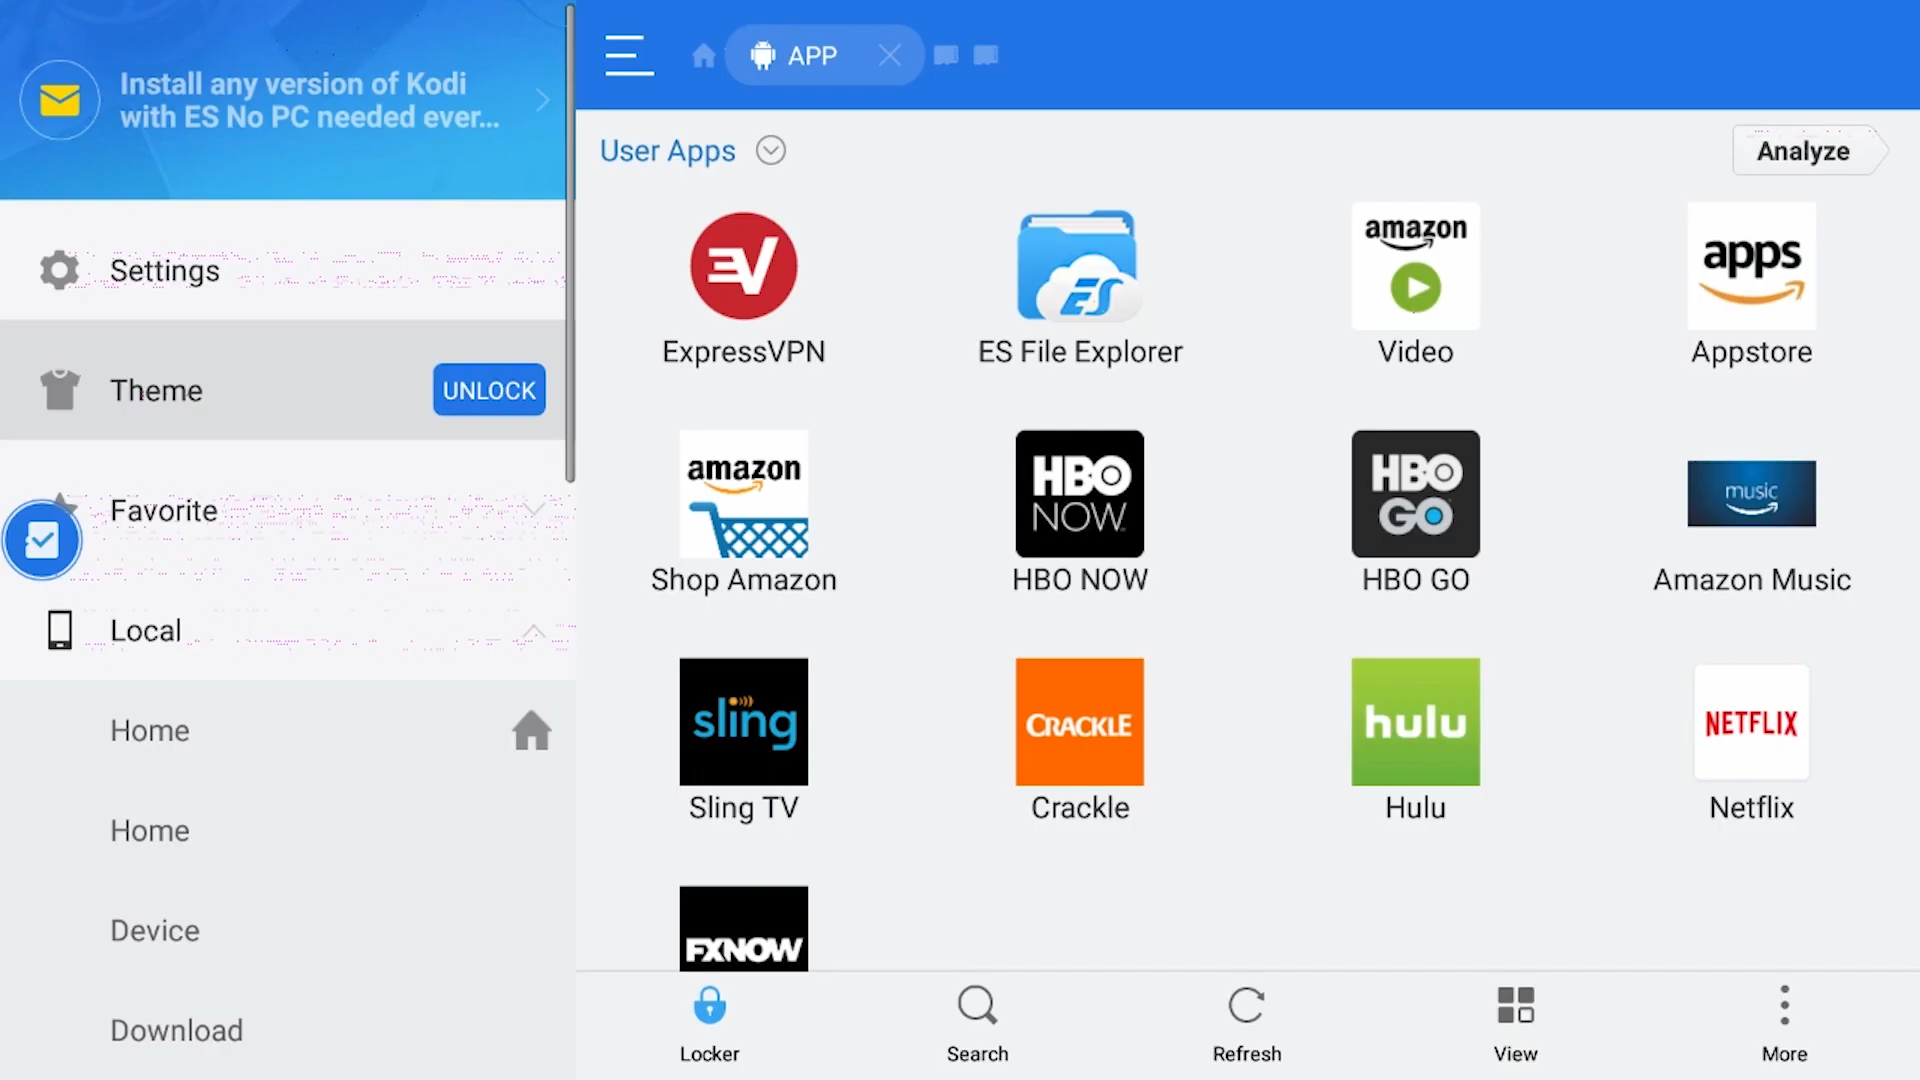 Install any version of Kodi
with ES No PC needed ever...
Settings
Theme
UNLOCK
Favorite
Local
Home
Home
Device
Download
APP
User Apps
Analyze
EV
ExpressVPN
ES
ES File Explorer
amazon
Video
apps
Appstore
amazon
Shop Amazon
HBO
NOW
HBO NOW
HBO
GO
HBO GO
music
Amazon Music
sling
Sling TV
CRACKLE
Crackle
hulu
Hulu
NETFLIX
Netflix
FXNOW
Locker
Search
Refresh
View
More